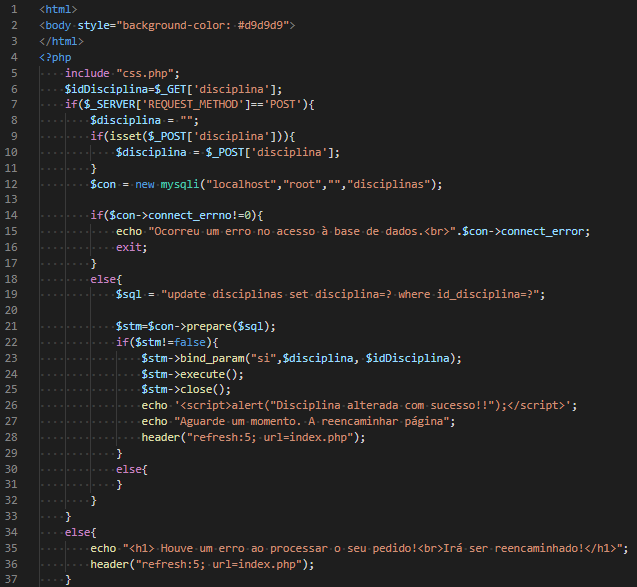 1 <html>
2 <body style="background-color: #d9d9d9">
3 </html>
4 <?php
5 include "css.php";
6 $idDisciplina=$_GET['disciplina'];
7 if($_SERVER['REQUEST_METHOD']=='POST'){
8 $disciplina = "";
9 if(isset($_POST['disciplina'])){
10 $disciplina = $_POST['disciplina'];
11 }
12 $con = new mysqli("localhost","root","","disciplinas");
13
14 if($con->connect_errno!=0){
15 echo "Ocorreu um erro no acesso à base de dados.<br>".$con->connect_error;
16 exit;
17 }
18 else{
19 $sql = "update disciplinas set disciplina=? where id_disciplina=?";
20
21 $stm=$con->prepare($sql);
22 if($stm!=false){
23 $stm->bind_param("si",$disciplina, $idDisciplina);
24 $stm->execute();
25 $stm->close();
26 echo '<script>alert("Disciplina alterada com sucesso!!");</script>';
27 echo "Aguarde um momento. A reencaminhar página";
28 header("refresh:5; url=index.php");
29 }
30 else{
31 }
32 }
33 }
34 else{
35 echo "<h1> Houve um erro ao processar o seu pedido!<br>Irá ser reencaminhado!</h1>";
36 header("refresh:5; url=index.php");
37 }